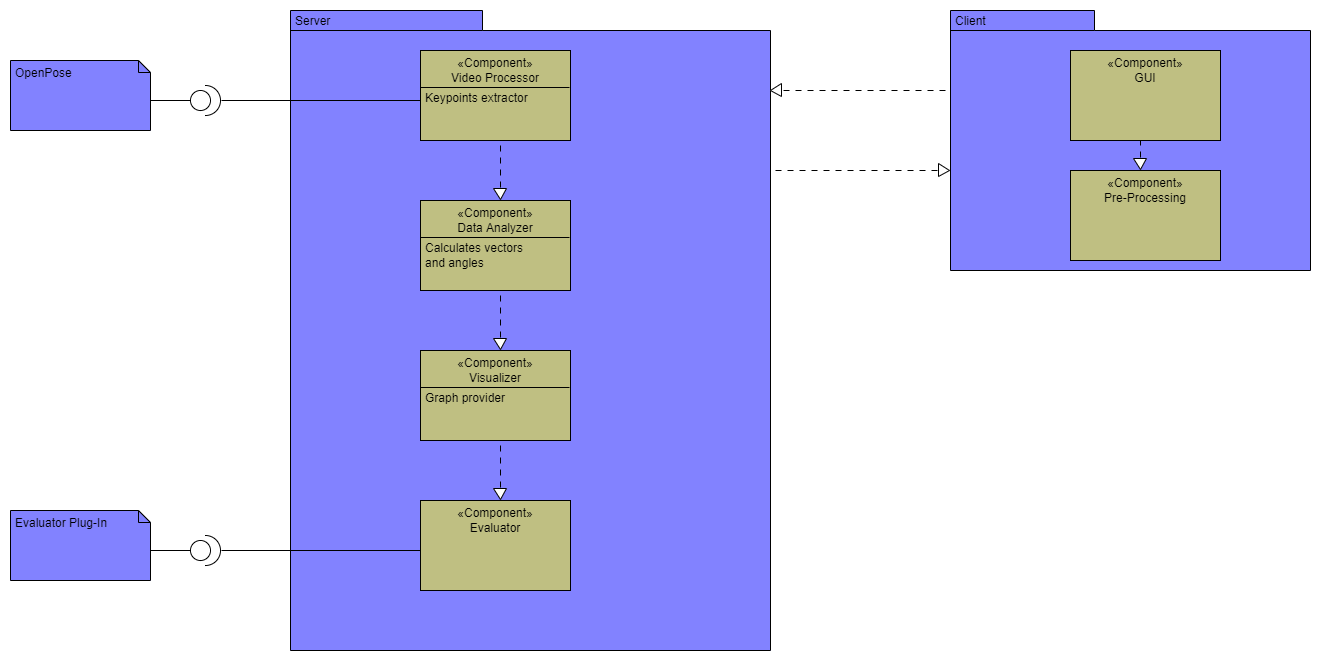 Server
Client
OpenPose
«Component»
Video Processor
Keypoints extractor
«Component»
GUI
«Component»
Pre-Processing
«Component»
Data Analyzer
Calculates vectors
and angles
«Component»
Visualizer
Graph provider
Evaluator Plug-In
«Component»
Evaluator